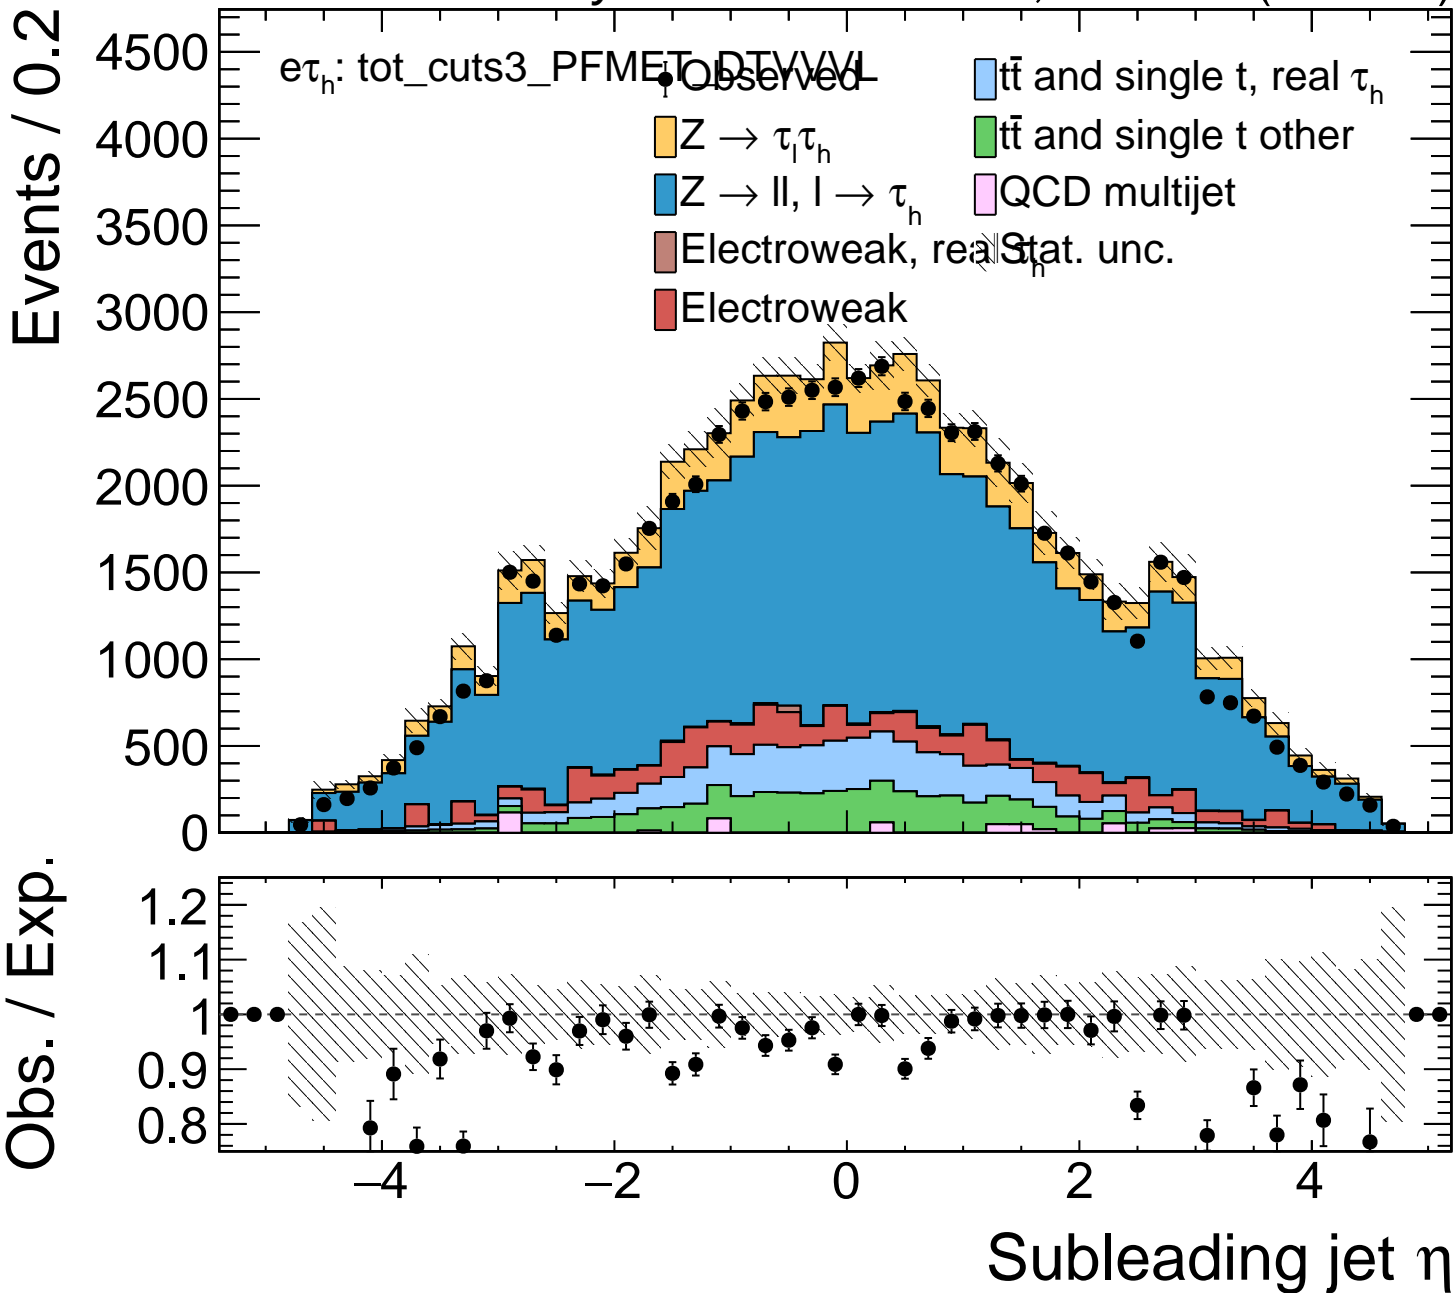 4500
4000
3500
3000
2500
2000
1500
1000
500
0
Events / 0.2
eτh: tot_cuts3_PFMET_DTVVVL
Observed
Z → τlτh
Z → ll, l → τh
Electroweak, real τh
Electroweak
tt̄ and single t, real τh
tt̄ and single t other
QCD multijet
Stat. unc.
Obs. / Exp.
1.2
1.1
1
0.9
0.8
−4 −2 0 2 4
Subleading jet η